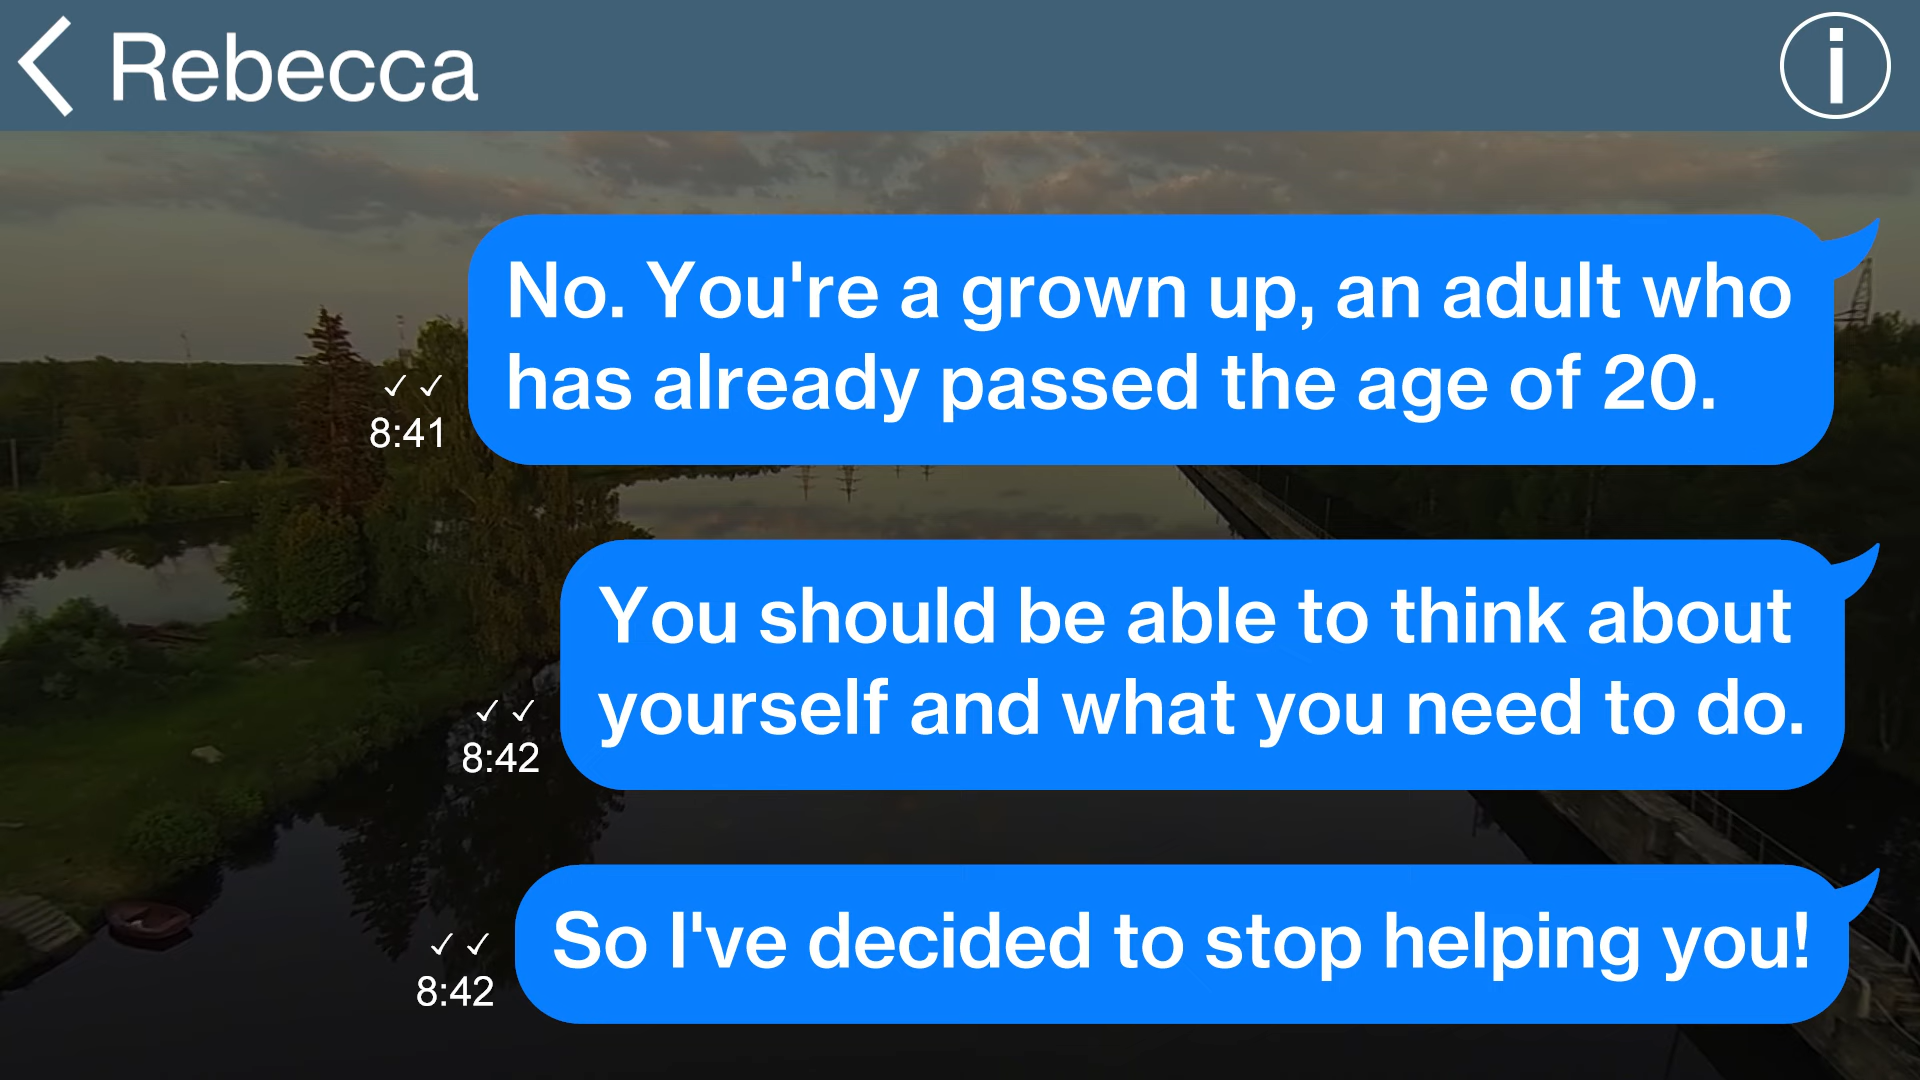 Rebecca
i
No. You're a grown up, an adult who
has already passed the age of 20.
✓ ✓
8:41
You should be able to think about
yourself and what you need to do.
✓ ✓
8:42
So I've decided to stop helping you!
✓ ✓
8:42